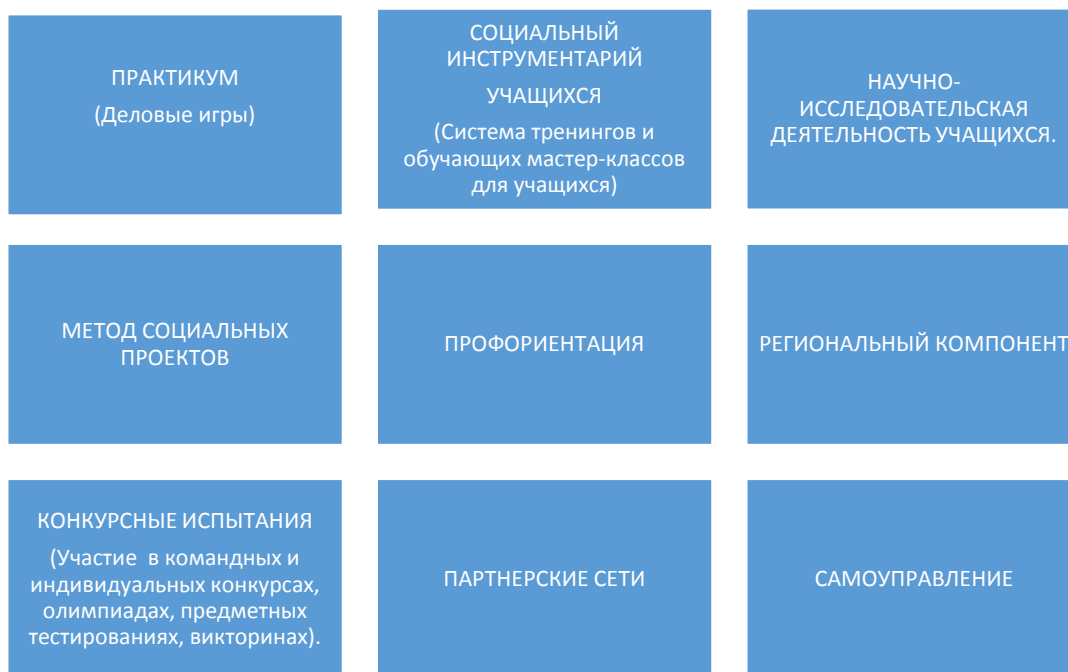 ПРАКТИКУМ
(Деловые игры)
СОЦИАЛЬНЫЙ
ИНСТРУМЕНТАРИЙ
УЧАЩИХСЯ
(Система тренингов и
обучающих мастер-классов
для учащихся)
НАУЧНО-
ИССЛЕДОВАТЕЛЬСКАЯ
ДЕЯТЕЛЬНОСТЬ УЧАЩИХСЯ.
МЕТОД СОЦИАЛЬНЫХ
ПРОЕКТОВ
ПРОФОРИЕНТАЦИЯ
РЕГИОНАЛЬНЫЙ КОМПОНЕНТ
КОНКУРСНЫЕ ИСПЫТАНИЯ
(Участие в командных и
индивидуальных конкурсах,
олимпиадах, предметных
тестированиях, викторинах).
ПАРТНЕРСКИЕ СЕТИ
САМОУПРАВЛЕНИЕ